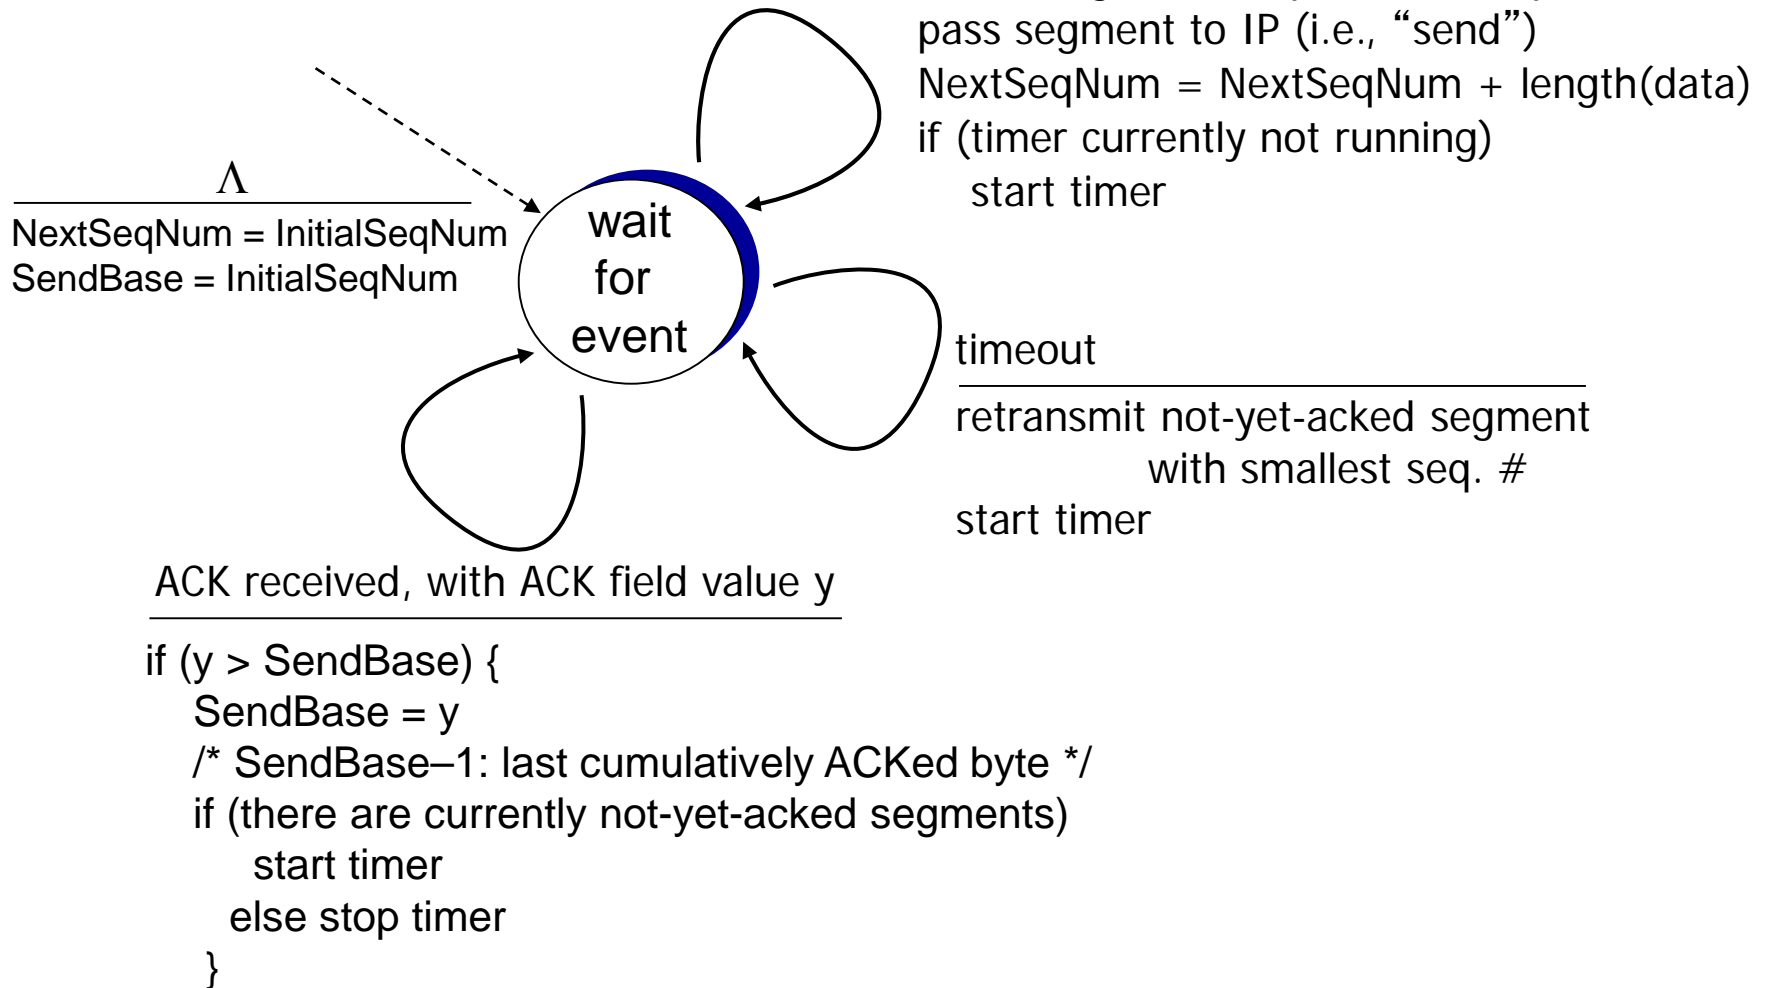 pass segment to IP (i.e., “send”)
NextSeqNum = NextSeqNum + length(data)
if (timer currently not running)
start timer
Λ
NextSeqNum = InitialSeqNum
SendBase = InitialSeqNum
wait
for
event
timeout
retransmit not-yet-acked segment
with smallest seq. #
start timer
ACK received, with ACK field value y
if (y > SendBase) {
SendBase = y
/* SendBase–1: last cumulatively ACKed byte */
if (there are currently not-yet-acked segments)
start timer
else stop timer
}